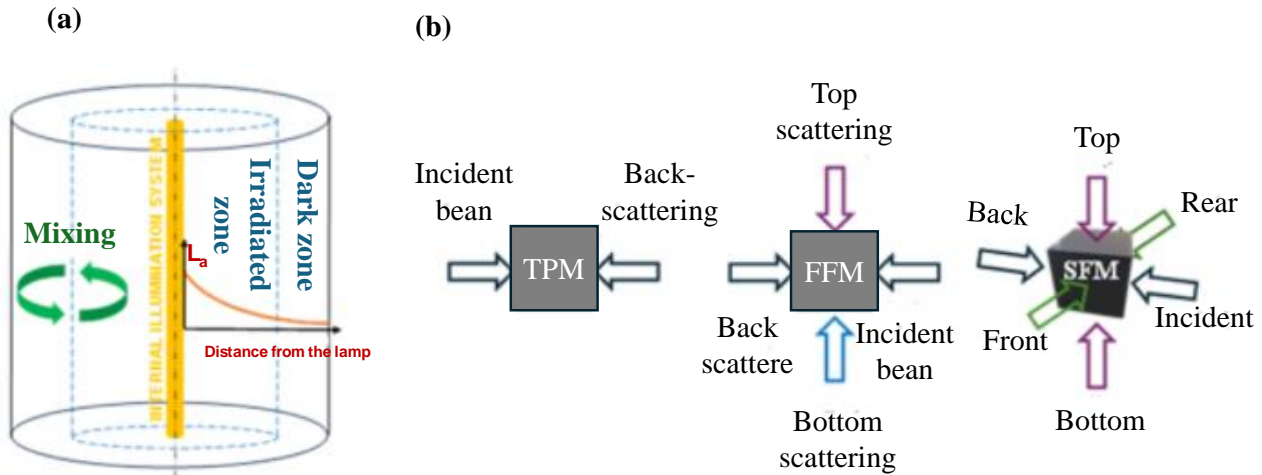 (a)
INTERNAL ILLUMIBATION SYSTEM
Mixing
La
Irradiated
zone
Dark zone
Distance from the lamp
(b)
Incident
bean
Back-
scattering
TPM
Top
scattering
FFM
Back
scattere
Incident
bean
Bottom
scattering
Top
Back
Rear
SFM
Front
Incident
Bottom